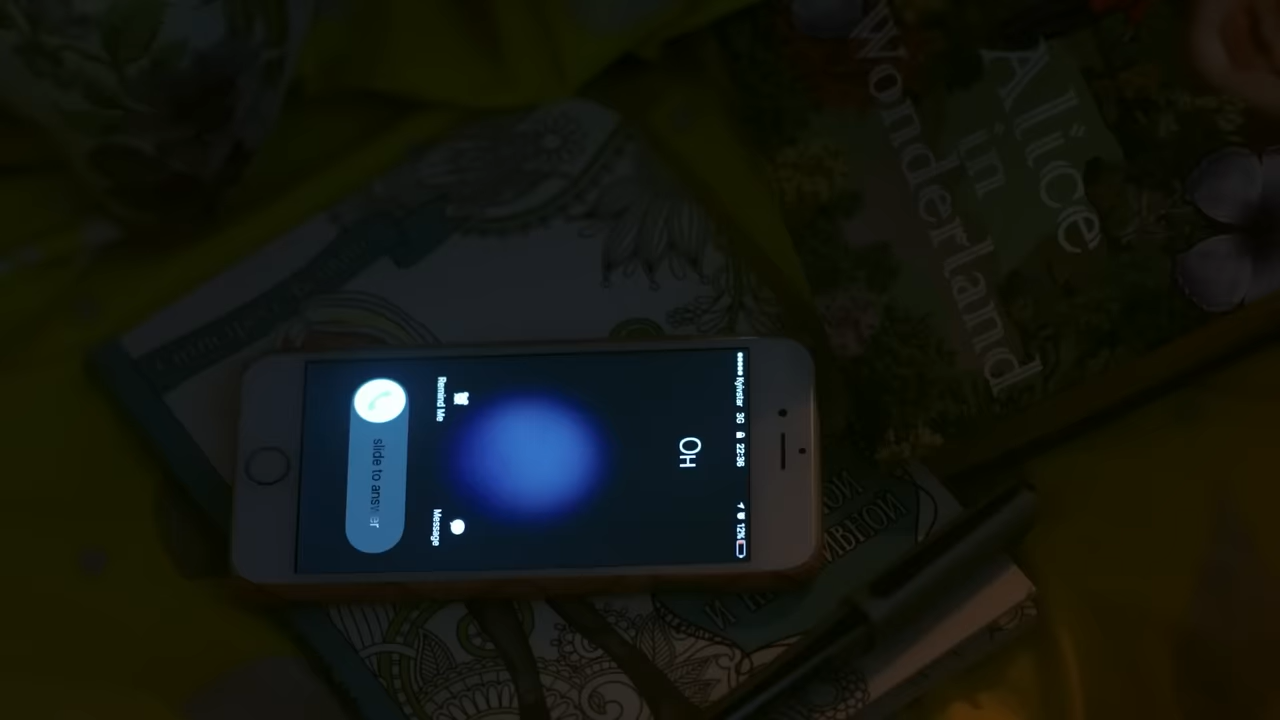 Alice
in
Wonderland
Kyivstar 3G 22:36 12%
Он
Remind Me
Message
slide to answer